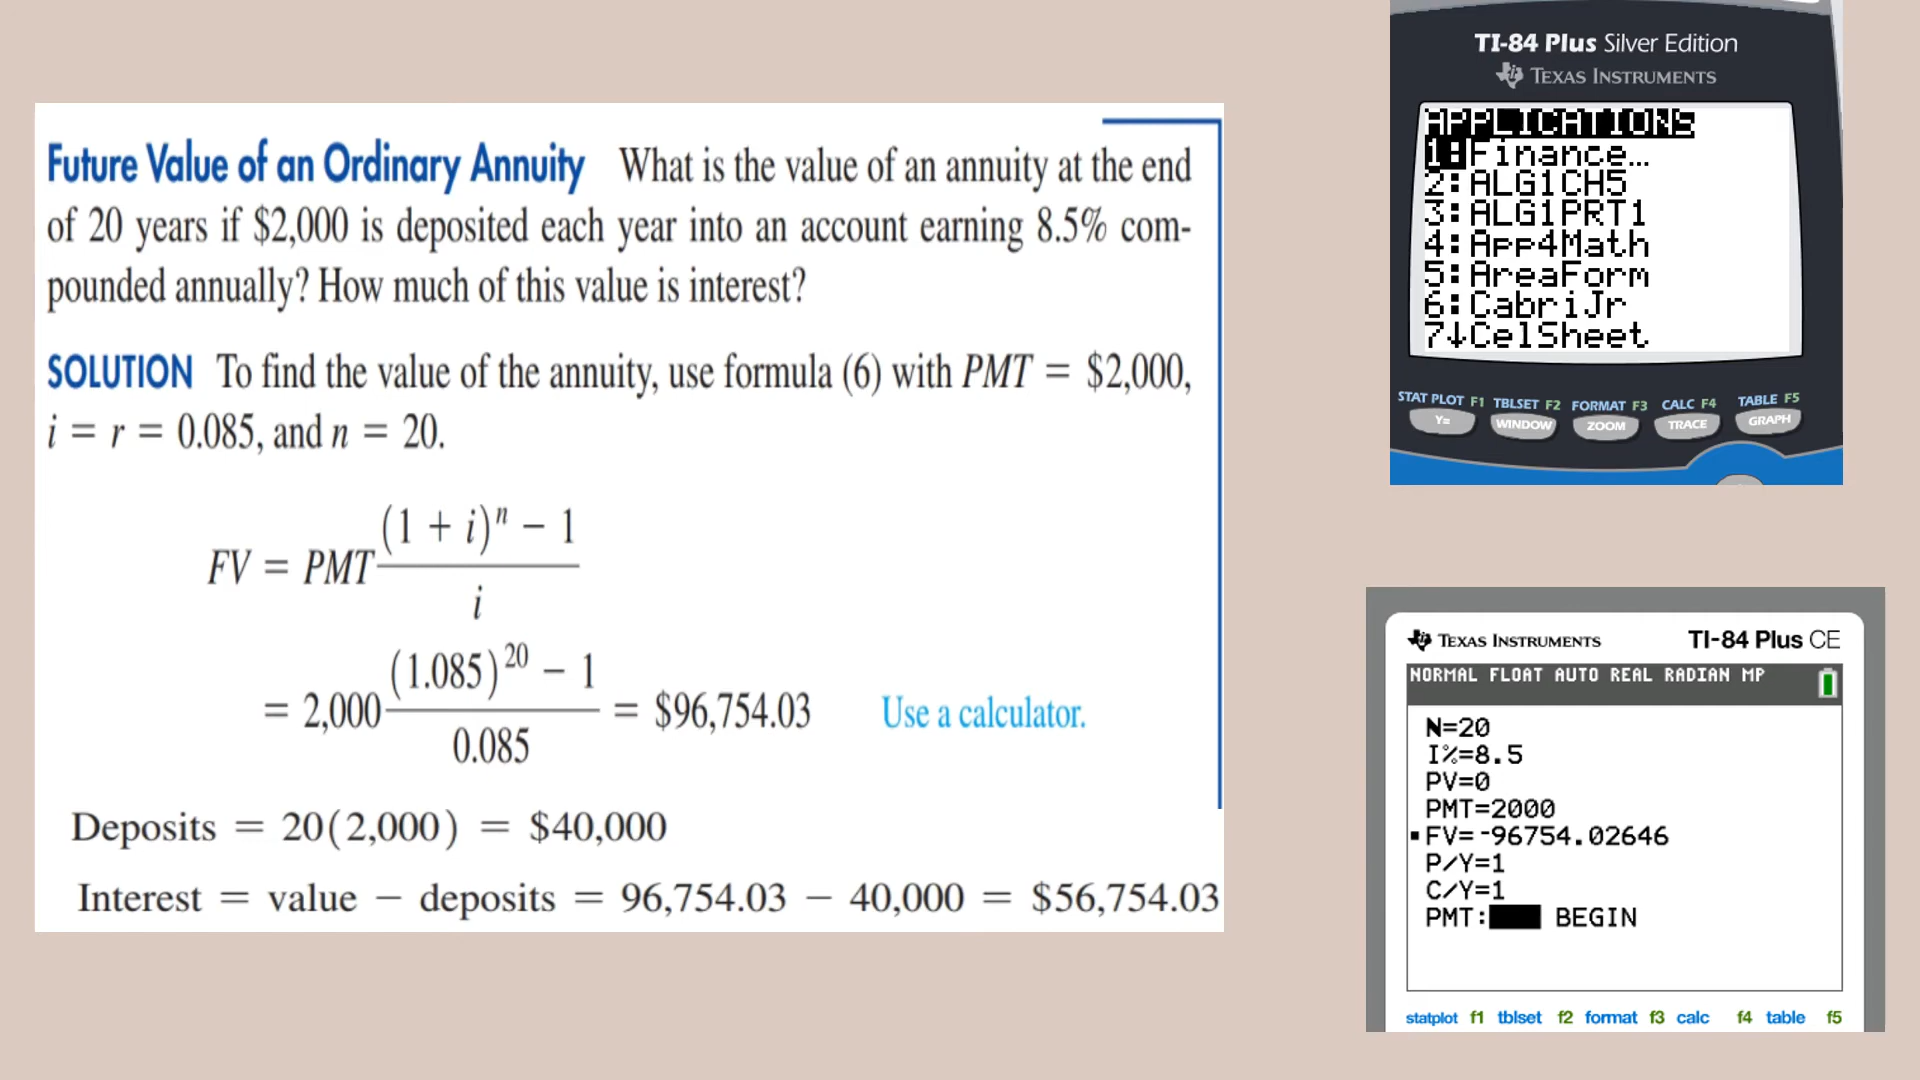 Future Value of an Ordinary Annuity What is the value of an annuity at the end
of 20 years if $2,000 is deposited each year into an account earning 8.5% com-
pounded annually? How much of this value is interest?
SOLUTION To find the value of the annuity, use formula (6) with PMT = $2,000,
i = r = 0.085, and n = 20.
FV = PMT \frac{(1 + i)^n − 1}{i}
= 2,000 \frac{(1.085)^{20} − 1}{0.085} = $96,754.03 Use a calculator.
Deposits = 20(2,000) = $40,000
Interest = value − deposits = 96,754.03 − 40,000 = $56,754.03
TI-84 Plus Silver Edition
TEXAS INSTRUMENTS
APPLICATIONS
1:Finance…
2:ALG1CH5
3:ALG1PRT1
4:App4Math
5:AreaForm
6:CabriJr
7↓CelSheet
STAT PLOT F1 TBLSET F2 FORMAT F3 CALC F4 TABLE F5
Y= WINDOW ZOOM TRACE GRAPH
TEXAS INSTRUMENTS TI-84 Plus CE
NORMAL FLOAT AUTO REAL RADIAN MP
N=20
I%=8.5
PV=0
PMT=2000
▪FV=-96754.02646
P/Y=1
C/Y=1
PMT: BEGIN
statplot f1 tblset f2 format f3 calc f4 table f5